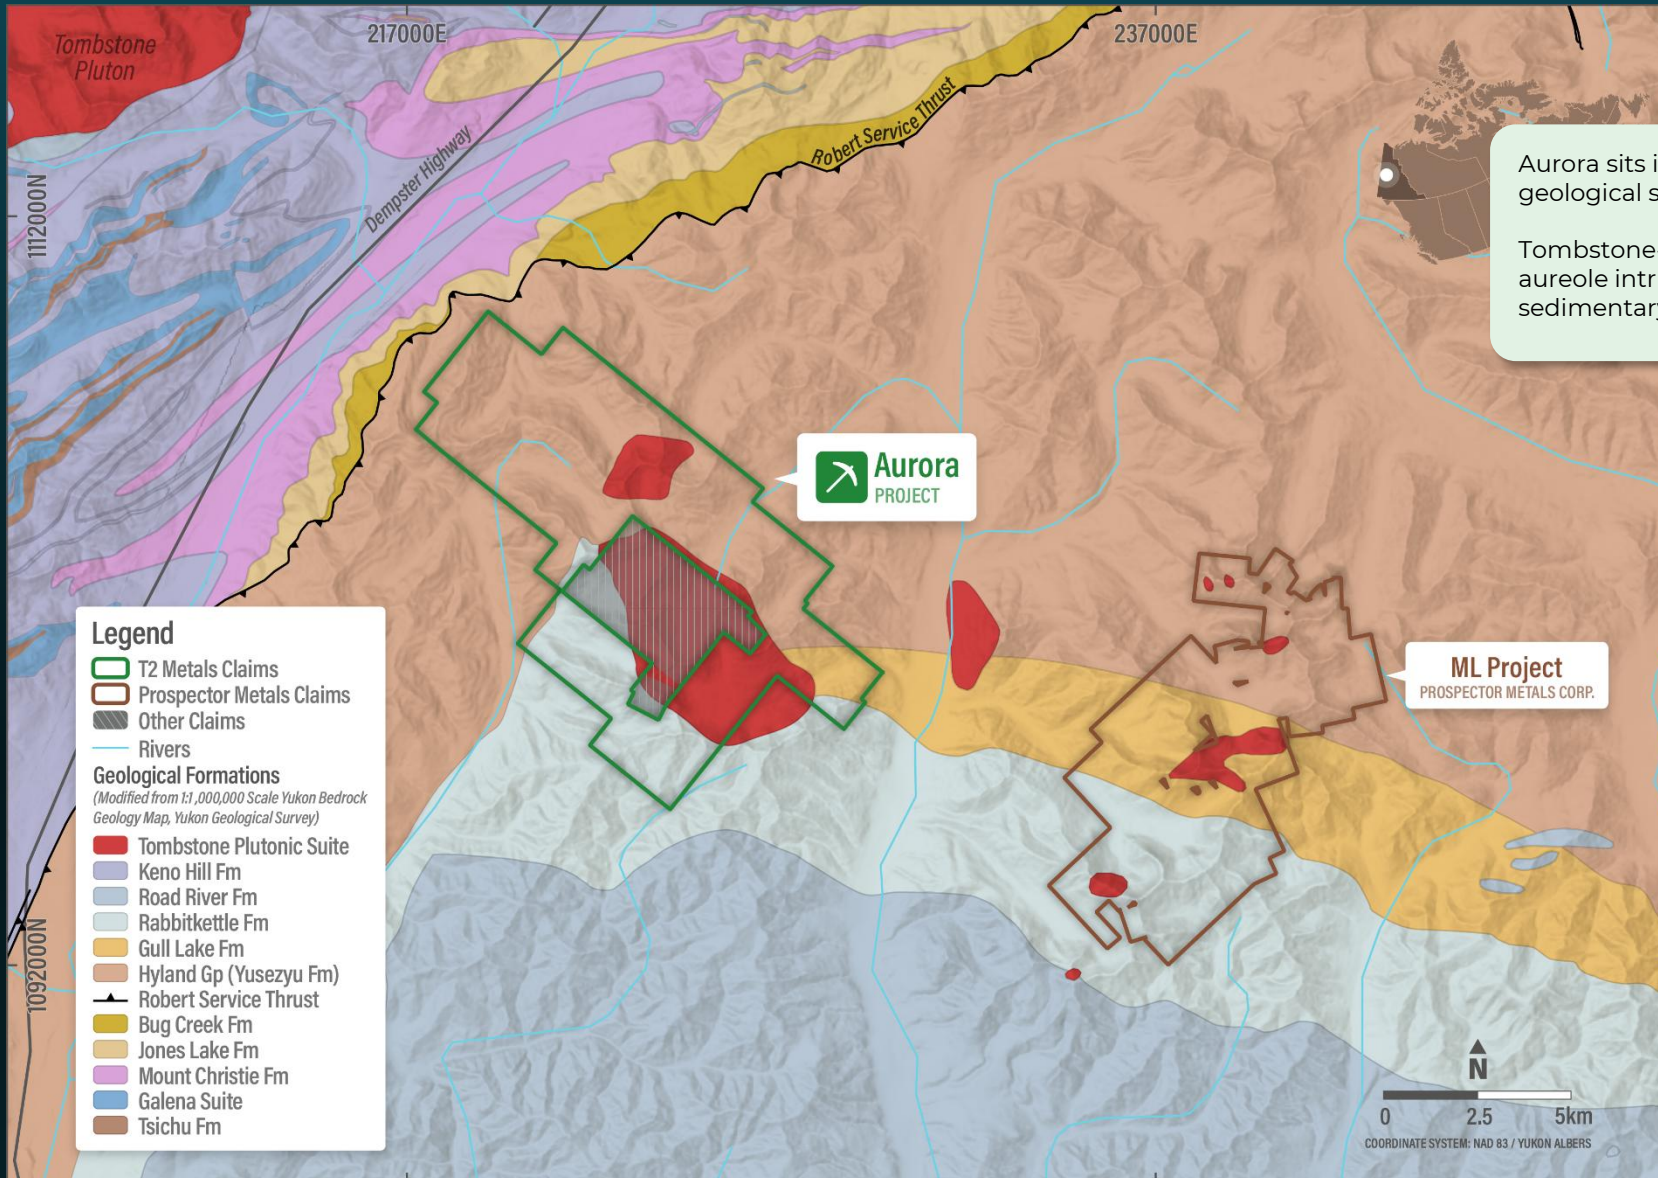 Tombstone
Pluton
217000E
237000E
1112000N
1092000N
Dempster Highway
Robert Service Thrust
Aurora sits i
geological s
Tombstone-
aureole intr
sedimentary
Aurora
PROJECT
ML Project
PROSPECTOR METALS CORP.
Legend
T2 Metals Claims
Prospector Metals Claims
Other Claims
Rivers
Geological Formations
(Modified from 1:1,000,000 Scale Yukon Bedrock
Geology Map, Yukon Geological Survey)
Tombstone Plutonic Suite
Keno Hill Fm
Road River Fm
Rabbitkettle Fm
Gull Lake Fm
Hyland Gp (Yusezyu Fm)
Robert Service Thrust
Bug Creek Fm
Jones Lake Fm
Mount Christie Fm
Galena Suite
Tsichu Fm
N
0 2.5 5km
COORDINATE SYSTEM: NAD 83 / YUKON ALBERS